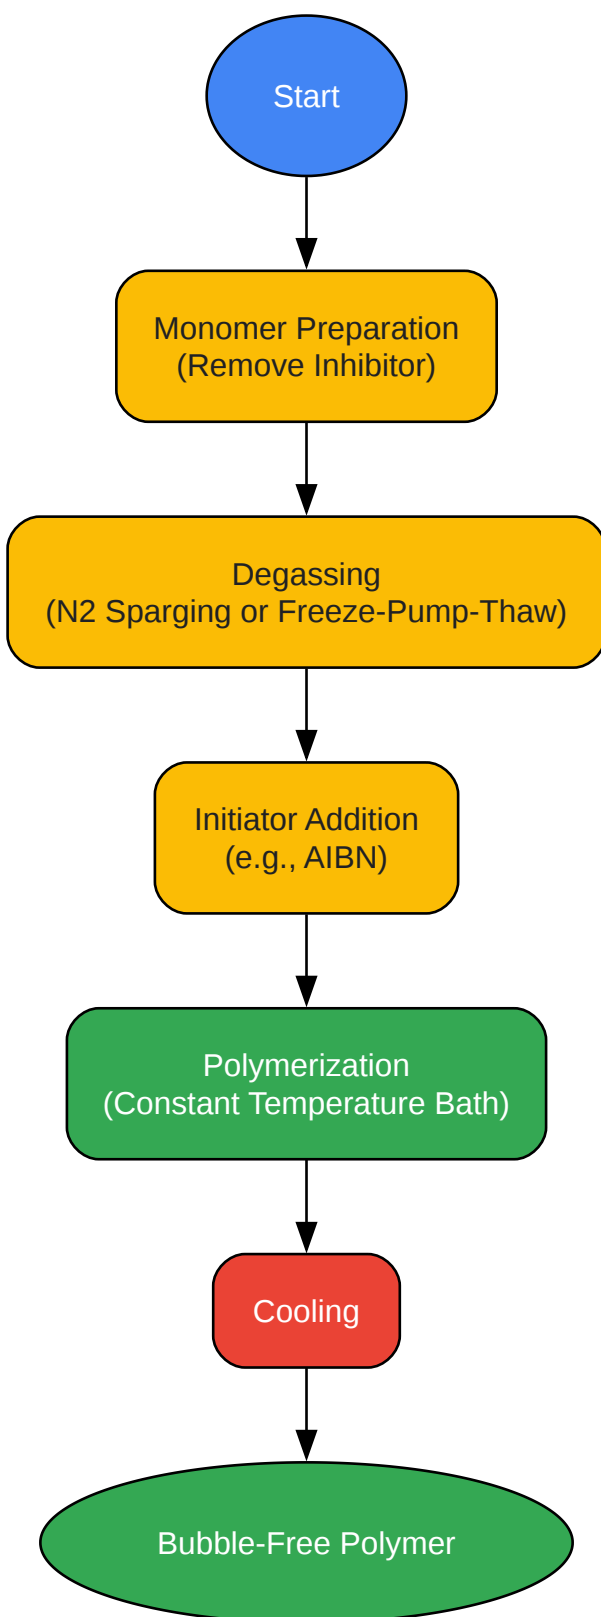 Start
Monomer Preparation
(Remove Inhibitor)
Degassing
(N2 Sparging or Freeze-Pump-Thaw)
Initiator Addition
(e.g., AIBN)
Polymerization
(Constant Temperature Bath)
Cooling
Bubble-Free Polymer